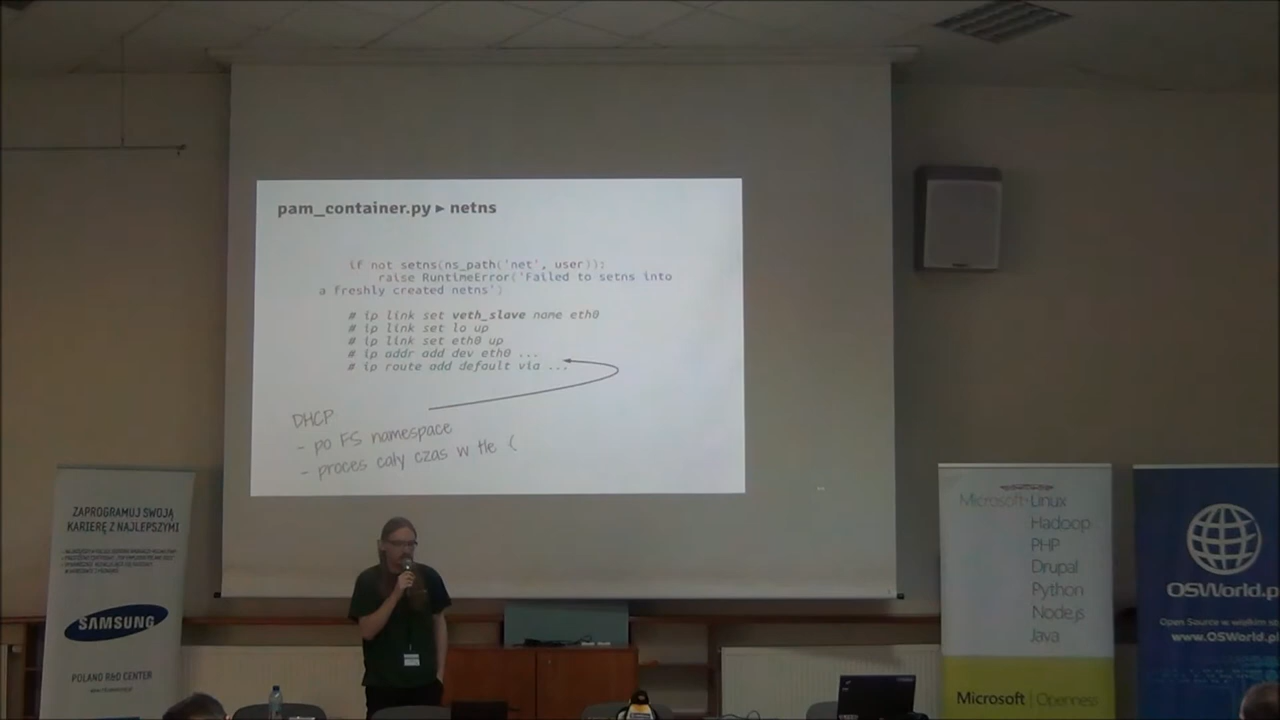 pam_container.py ▸ netns
if not setns(ns_path('net', user)):
raise RuntimeError('Failed to setns into
a freshly created netns')
# ip link set veth_slave name eth0
# ip link set lo up
# ip link set eth0 up
# ip addr add dev eth0 ...
# ip route add default via ...
DHCP
- po FS namespace
- proces cały czas w tle :(
ZAPROGRAMUJ SWOJĄ
KARIERĘ Z NAJLEPSZYMI
SAMSUNG
POLAND R&D CENTER
Microsoft+Linux
Hadoop
PHP
Drupal
Python
Node.js
Java
Microsoft | Openness
OSWorld.p
Open Source w wielkim
www.OSWorld.pl